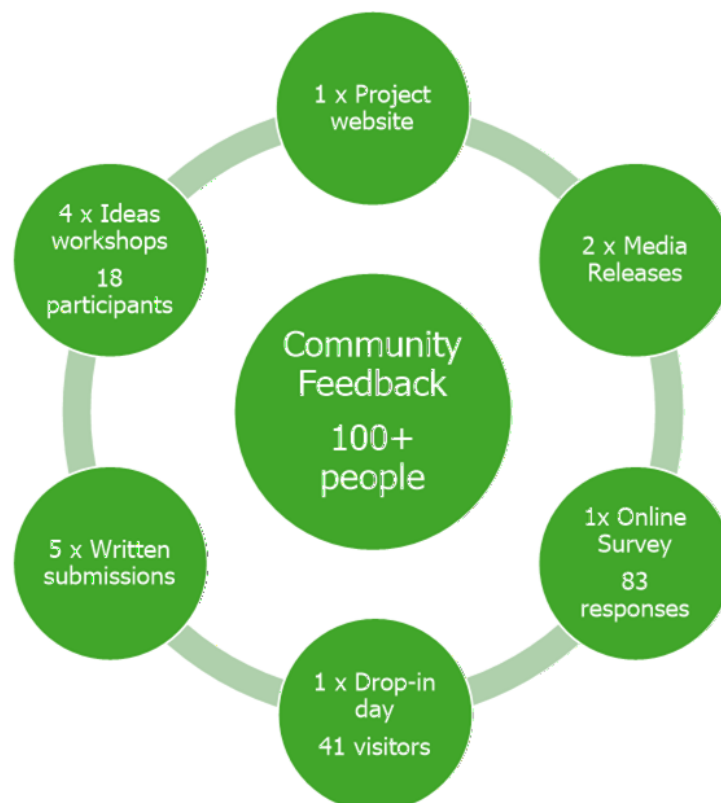 1 x Project
website
2 x Media
Releases
1x Online
Survey
83
responses
1 x Drop-in
day
41 visitors
5 x Written
submissions
4 x Ideas
workshops
18
participants
Community
Feedback
100+
people